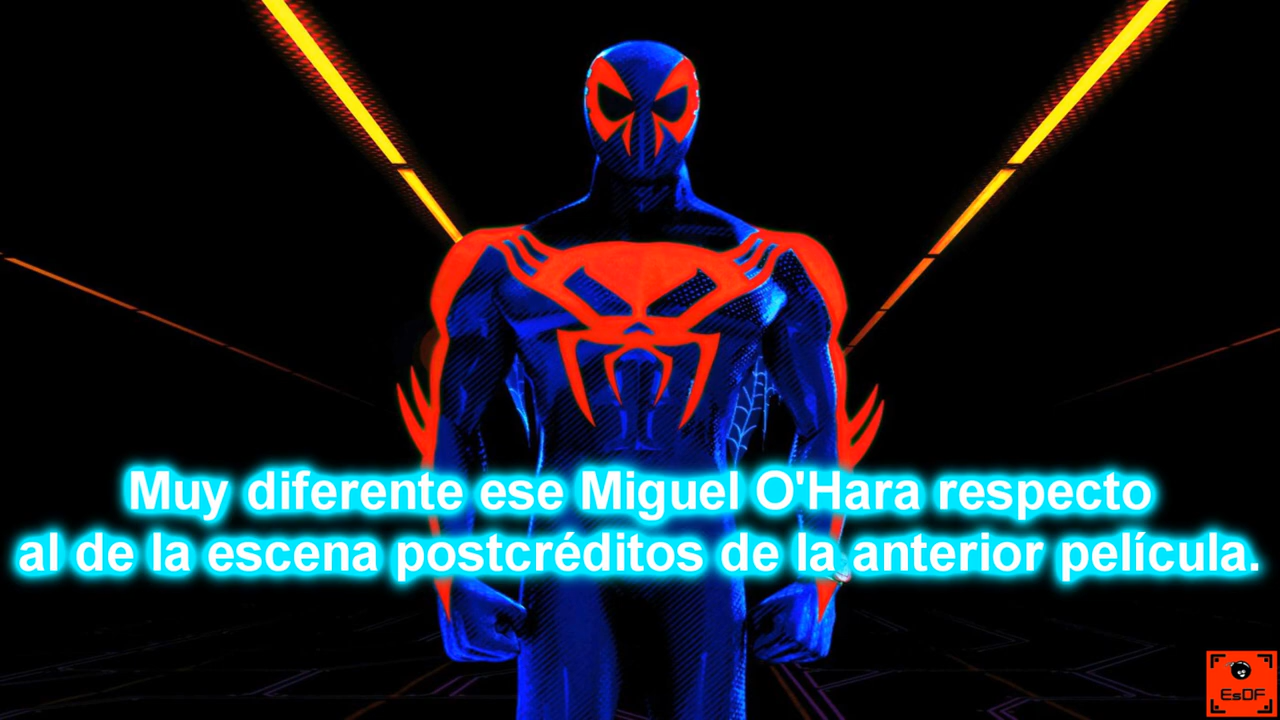 Muy diferente ese Miguel O'Hara respecto
al de la escena postcréditos de la anterior película.
EsDF